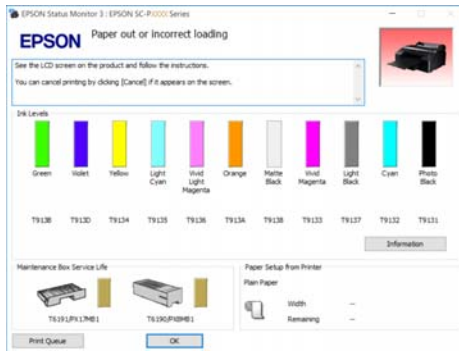 EPSON Status Monitor 3 : EPSON SC-PXXXX Series
EPSON
Paper out or incorrect loading
See the LCD screen on the product and follow the instructions.
You can cancel printing by clicking [Cancel] if it appears on the screen.
Ink Levels
Green Violet Yellow Light Cyan Vivid Light Magenta Orange Matte Black Vivid Magenta Light Black Cyan Photo Black
T913B T913D T9134 T9135 T9136 T913A T9138 T9133 T9137 T9132 T9131
Information
Maintenance Box Service Life
T6191/PX17MB1 T6190/PX8MB1
Paper Setup from Printer
Plain Paper
Width --
Remaining --
Print Queue OK